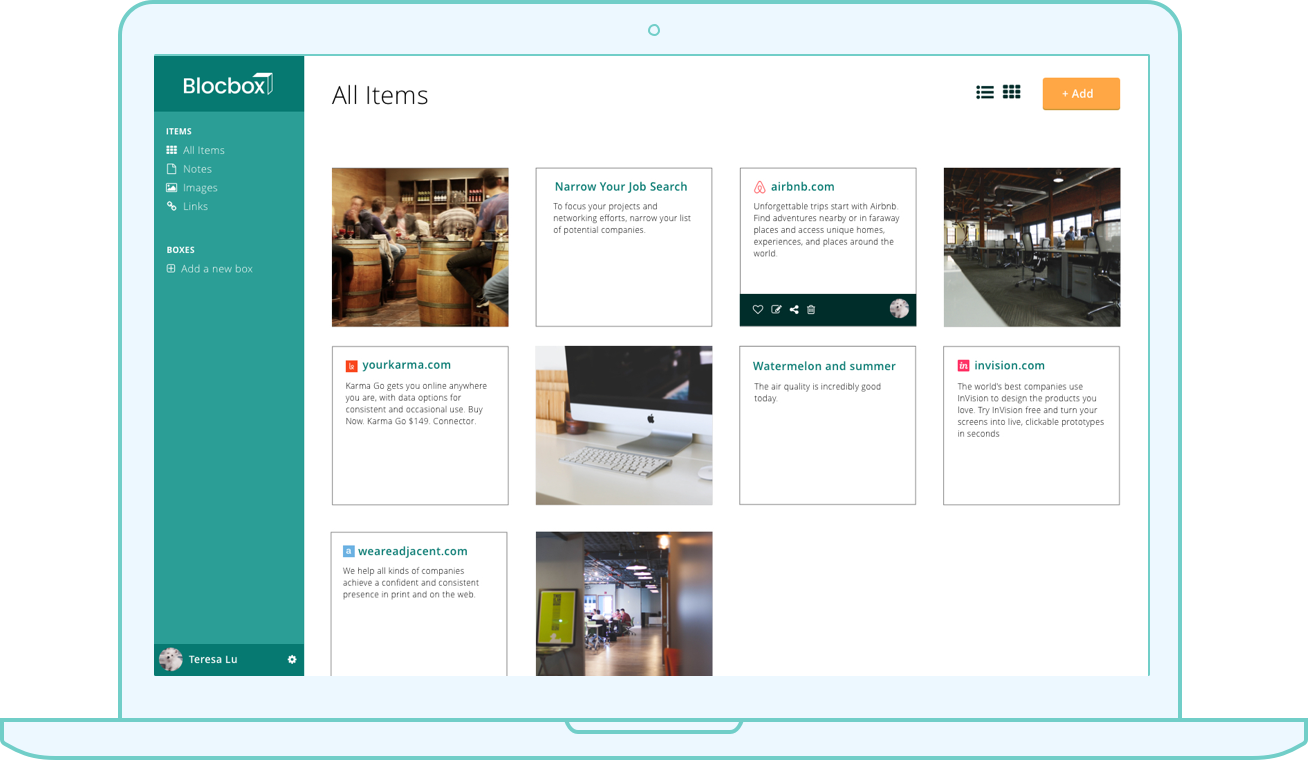 Blocbox
ITEMS
All Items
Notes
Images
Links
BOXES
Add a new box
Teresa Lu
All Items
+ Add
Narrow Your Job Search
To focus your projects and
networking efforts, narrow your list
of potential companies.
airbnb.com
Unforgettable trips start with Airbnb.
Find adventures nearby or in faraway
places and access unique homes,
experiences, and places around the
world.
yourkarma.com
Karma Go gets you online anywhere
you are, with data options for
consistent and occasional use. Buy
Now. Karma Go $149. Connector.
Watermelon and summer
The air quality is incredibly good
today.
in invision.com
The world's best companies use
InVision to design the products you
love. Try InVision free and turn your
screens into live, clickable prototypes
in seconds
a weareadjacent.com
We help all kinds of companies
achieve a confident and consistent
presence in print and on the web.